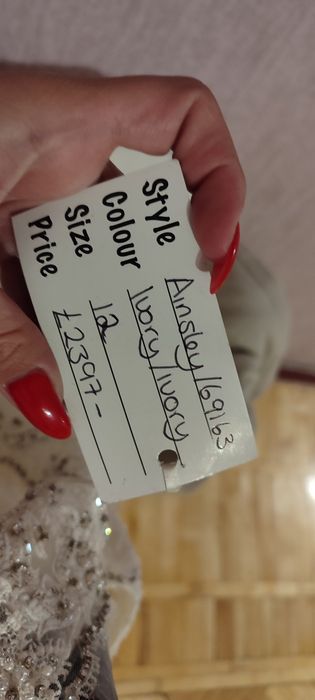 Style Ainsley/69163
Colour Ivory/Ivory
Size 12
Price £2397-